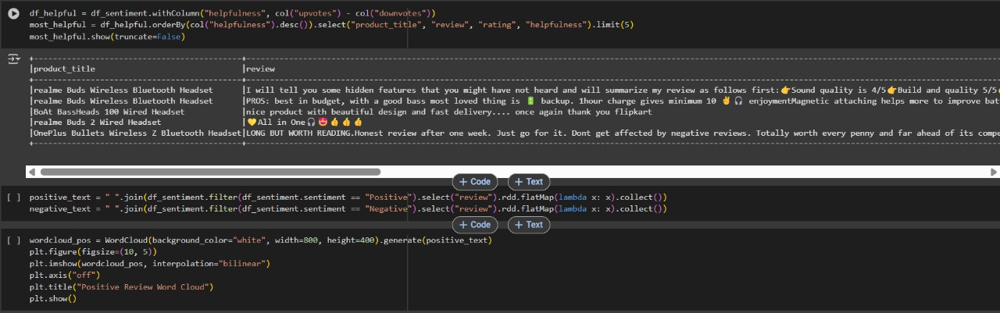 df_helpful = df_sentiment.withColumn("helpfulness", col("upvotes") - col("downvotes"))
most_helpful = df_helpful.orderBy(col("helpfulness").desc()).select("product_title", "review", "rating", "helpfulness").limit(5)
most_helpful.show(truncate=False)
|product_title |review
|realme Buds Wireless Bluetooth Headset |I will tell you some hidden features that you might have not heard and will summarize my review as follows first:👉Sound quality is 4/5👉Build and quality 5/5👉
|realme Buds Wireless Bluetooth Headset |PROS: best in budget, with a good bass most loved thing is 🔋 backup. 1hour charge gives minimum 10 ✌🎧 enjoymentMagnetic attaching helps more to improve bat
|BoAt BassHeads 100 Wired Headset |nice product with beautiful design and fast delivery.... once again thank you flipkart
|realme Buds 2 Wired Headset |💛All in One🎧😍👍👍👍
|OnePlus Bullets Wireless Z Bluetooth Headset|LONG BUT WORTH READING.Honest review after one week. Just go for it. Dont get affected by negative reviews. Totally worth every penny and far ahead of its compe
+ Code + Text
[ ] positive_text = " ".join(df_sentiment.filter(df_sentiment.sentiment == "Positive").select("review").rdd.flatMap(lambda x: x).collect())
negative_text = " ".join(df_sentiment.filter(df_sentiment.sentiment == "Negative").select("review").rdd.flatMap(lambda x: x).collect())
+ Code + Text
[ ] wordcloud_pos = WordCloud(background_color="white", width=800, height=400).generate(positive_text)
plt.figure(figsize=(10, 5))
plt.imshow(wordcloud_pos, interpolation="bilinear")
plt.axis("off")
plt.title("Positive Review Word Cloud")
plt.show()